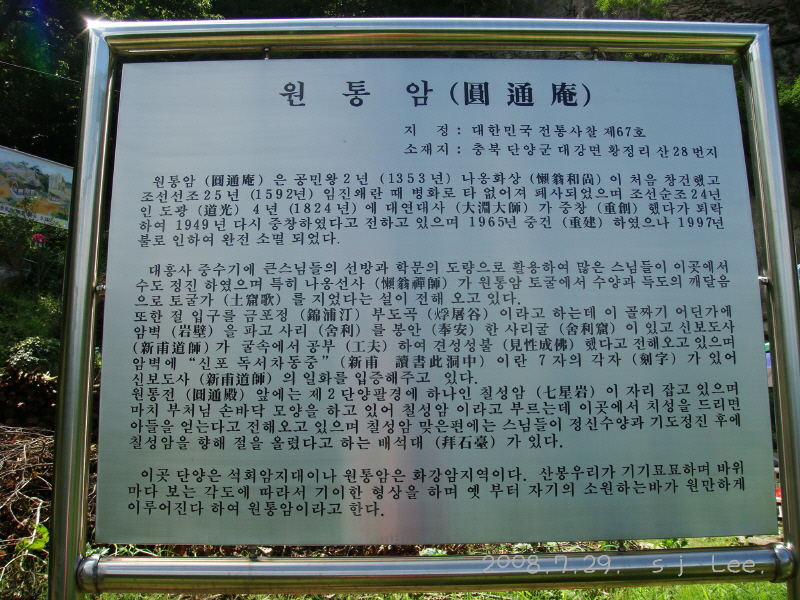 원 통 암 (圓 通 庵)
지 정 : 대한민국 전통사찰 제67호
소재지 : 충북 단양군 대강면 황정리 산 28 번지
원통암 (圓通庵) 은 공민왕 2 년 (1353 년) 나옹화상 (懶翁和尙) 이 처음 창건했고
조선선조 25 년 (1592년) 임진왜란 때 병화로 타 없어져 폐사되었으며 조선순조 24년
인 도광 (道光) 4년 (1824 년) 에 대연대사 (大淵大師) 가 중창 (重創) 했다가 퇴락
하여 1949 년 다시 중창하였다고 전하고 있으며 1965년 중건 (重建) 하였으나 1997년
불로 인하여 완전 소멸 되었다.
대흥사 중수기에 큰스님들의 선방과 학문의 도량으로 활용하여 많은 스님들이 이곳에서
수도 정진 하였으며 특히 나옹선사 (懶翁禪師) 가 원통암 토굴에서 수양과 득도의 깨달음
으로 토굴가 (土窟歌) 를 지었다는 설이 전해 오고 있다.
또한 절 입구를 금포정 (錦浦汀) 부도곡 (烰屠谷) 이라고 하는데 이 골짜기 어딘가에
암벽 (岩壁) 을 파고 사리 (舍利) 를 봉안 (奉安) 한 사리굴 (舍利窟) 이 있고 신보도사
(新甫道師) 가 굴속에서 공부 (工夫) 하여 견성성불 (見性成佛) 했다고 전해오고있으며
암벽에 “신포 독서차동중” (新甫 讀書此洞中) 이란 7 자의 각자 (刻字) 가 있어
신보도사 (新甫道師) 의 일화를 입증해주고 있다.
원통전 (圓通殿) 앞에는 제 2 단양팔경에 하나인 칠성암 (七星岩) 이 자리 잡고 있으며
마치 부처님 손바닥 모양을 하고 있어 칠성암 이라고 부르는데 이곳에서 치성을 드리면
아들을 얻는다고 전해오고 있으며 칠성암 맞은편에는 스님들이 정신수양과 기도정진 후에
칠성암을 향해 절을 올렸다고 하는 배석대 (拜石臺) 가 있다.
이곳 단양은 석회암지대이나 원통암은 화강암지역이다. 산봉우리가 기기묘묘하며 바위
마다 보는 각도에 따라서 기이한 형상을 하며 옛 부터 자기의 소원하는바가 원만하게
이루어진다 하여 원통암이라고 한다.
2008.7.29. s j Lee.